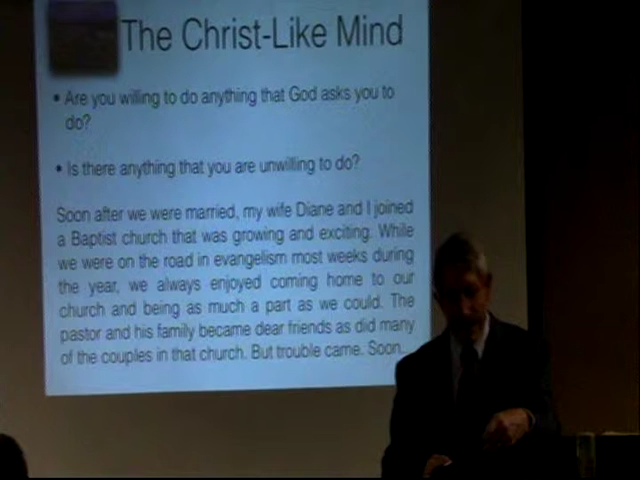 The Christ-Like Mind
• Are you willing to do anything that God asks you to
do?
• Is there anything that you are unwilling to do?
Soon after we were married, my wife Diane and I joined
a Baptist church that was growing and exciting. While
we were on the road in evangelism most weeks during
the year, we always enjoyed coming home to our
church and being as much a part as we could. The
pastor and his family became dear friends as did many
of the couples in that church. But trouble came. Soon..